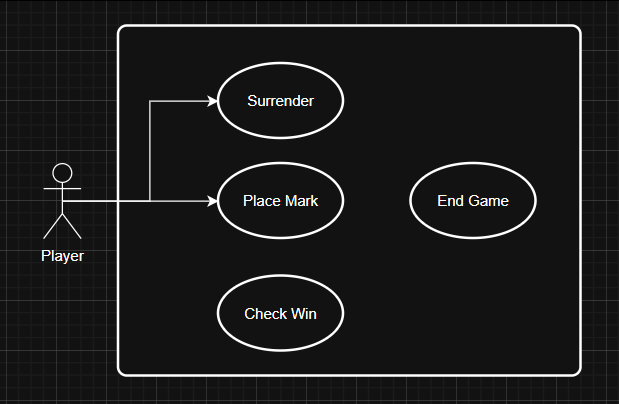 Surrender
Place Mark
End Game
Player
Check Win